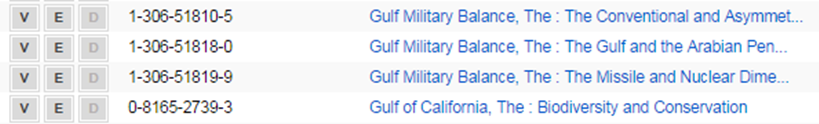 V E D 1-306-51810-5 Gulf Military Balance, The : The Conventional and Asymmet...
V E D 1-306-51818-0 Gulf Military Balance, The : The Gulf and the Arabian Pen...
V E D 1-306-51819-9 Gulf Military Balance, The : The Missile and Nuclear Dime...
V E D 0-8165-2739-3 Gulf of California, The : Biodiversity and Conservation